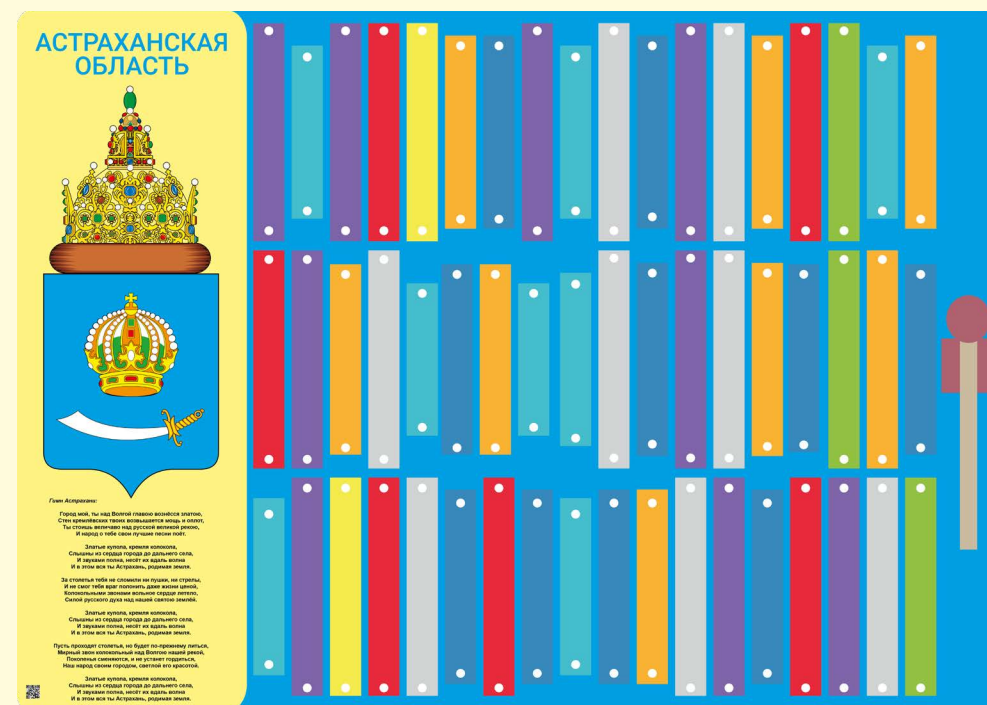 АСТРАХАНСКАЯ
ОБЛАСТЬ
Гимн Астрахани:
Город мой, ты над Волгой главою вознёсся златою,
Стен кремлёвских твоих возвышается мощь и оплот,
Ты стоишь величаво над русской великой рекою,
И народ о тебе свои лучшие песни поёт.
Златые купола, кремля колокола,
Слышны из сердца города до дальнего села,
И звуками полна, несёт их вдаль волна
И в этом вся ты Астрахань, родимая земля.
За столетья тебя не сломили ни пушки, ни стрелы,
И не смог тебя враг полонить даже жизни ценой,
Колокольными звонами вольное сердце летело,
Силой русского духа над нашей святою землёй.
Златые купола, кремля колокола,
Слышны из сердца города до дальнего села,
И звуками полна, несёт их вдаль волна
И в этом вся ты Астрахань, родимая земля.
Пусть проходят столетья, но будет по-прежнему литься,
Мирный звон колокольный над Волгою нашей рекой,
Поколенья сменяются, и не устанет гордиться,
Наш народ своим городом, светлой его красотой.
Златые купола, кремля колокола,
Слышны из сердца города до дальнего села,
И звуками полна, несёт их вдаль волна
И в этом вся ты Астрахань, родимая земля.